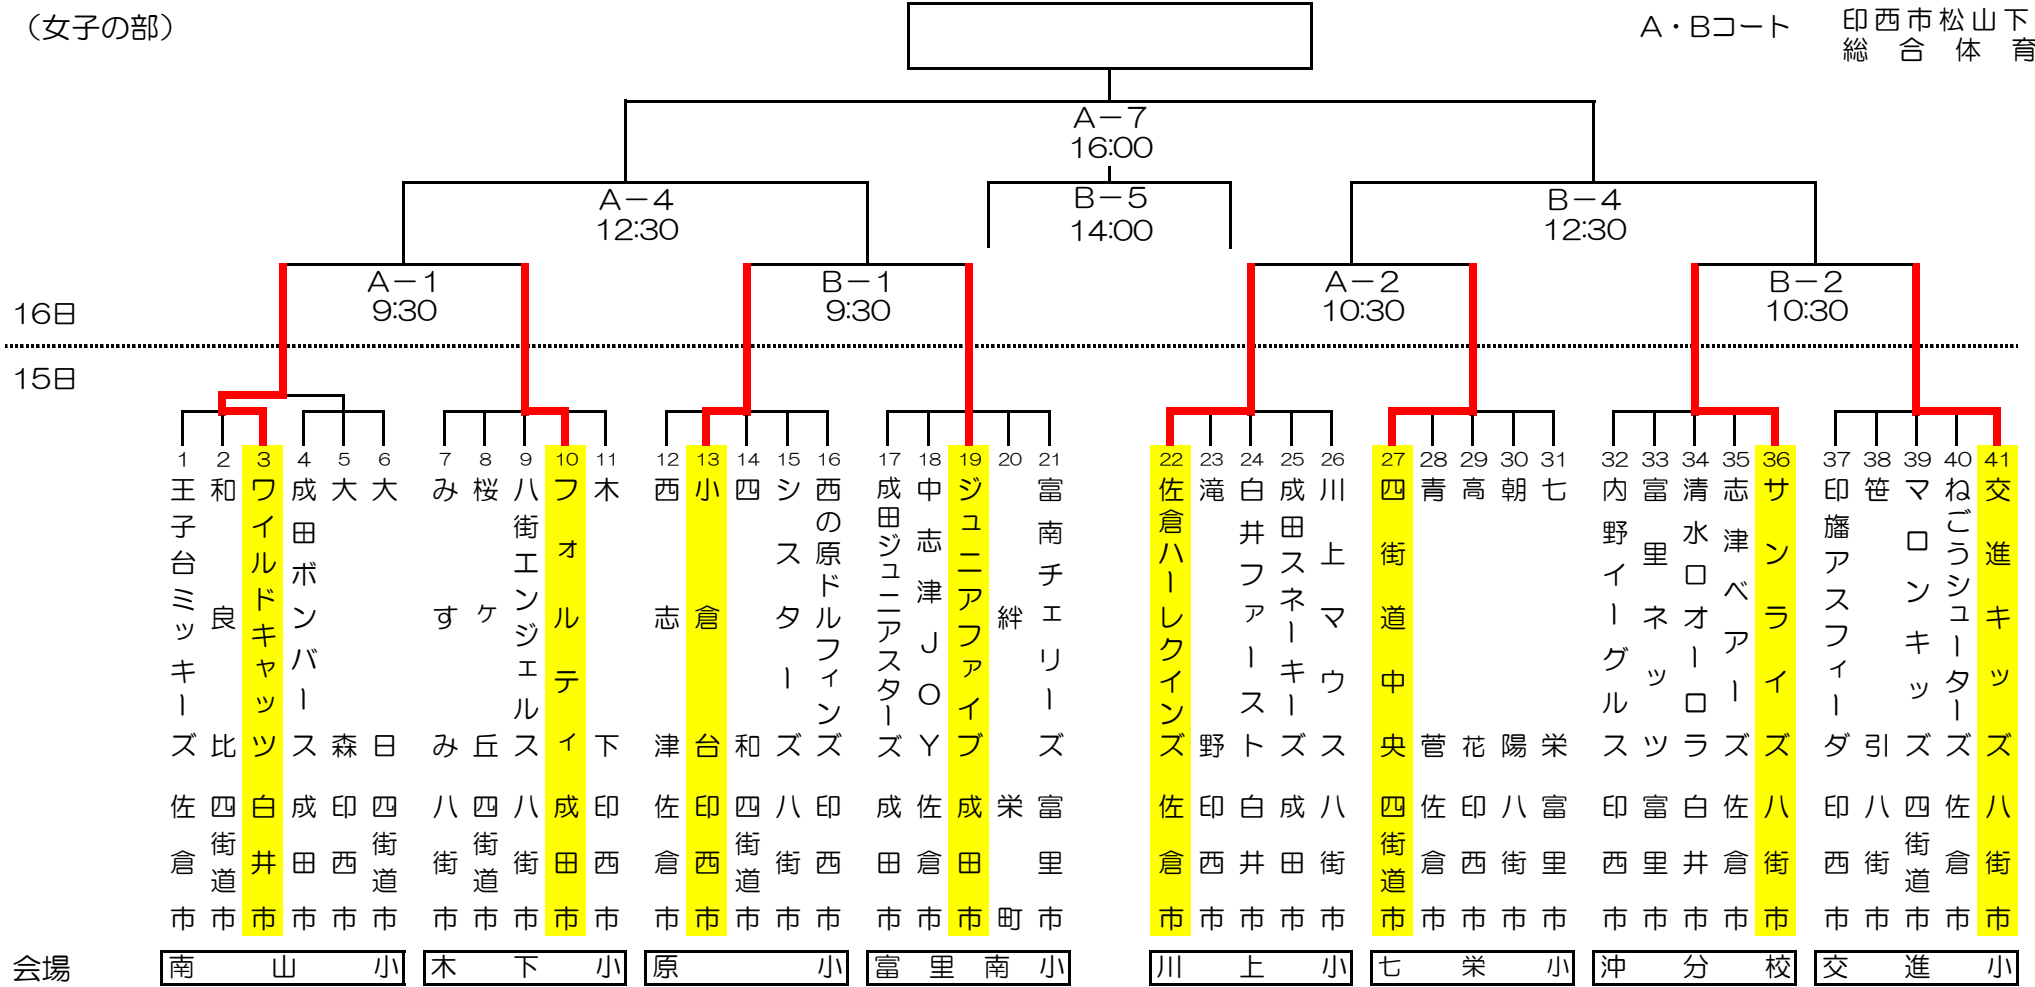 （女子の部）
A・Bコート
印西市松山下
総合体育
A－7
16:00
A－4
12:30
B－5
14:00
B－4
12:30
A－1
9:30
B－1
9:30
A－2
10:30
B－2
10:30
16日
15日
1 王子台ミッキーズ 佐倉市
2 和良比 四街道市
3 ワイルドキャッツ 白井市
4 成田ボンバース 成田市
5 大森 印西市
6 大日 四街道市
7 みすみ 八街市
8 桜ヶ丘 四街道市
9 八街エンジェルス 八街市
10 フォルティ 成田市
11 木下 印西市
12 西志津 佐倉市
13 小倉台 印西市
14 四和 四街道市
15 シスターズ 八街市
16 西の原ドルフィンズ 印西市
17 成田ジュニアスターズ 成田市
18 中志津JOY 佐倉市
19 ジュニアファイブ 成田市
20 絆 栄町
21 富南チェリーズ 富里市
22 佐倉ハーレクインズ 佐倉市
23 滝野 印西市
24 白井ファースト 白井市
25 成田スネーキーズ 成田市
26 川上マウス 八街市
27 四街道中央 四街道市
28 青菅 佐倉市
29 高花 印西市
30 朝陽 八街市
31 七栄 富里市
32 内野イーグルス 印西市
33 富里ネッツ 富里市
34 清水口オーロラ 白井市
35 志津ベアーズ 佐倉市
36 サンライズ 八街市
37 印旛アスフィーダ 印西市
38 笹引 八街市
39 マロンキッズ 四街道市
40 ねごうシューターズ 佐倉市
41 交進キッズ 八街市
会場
南山小
木下小
原小
富里南小
川上小
七栄小
沖分校
交進小